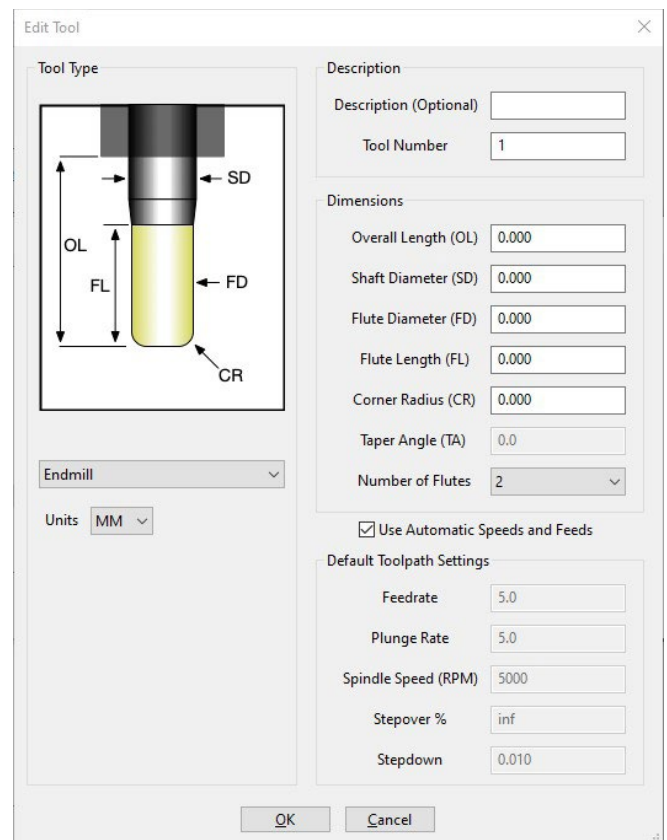 Edit Tool
Tool Type
SD
OL
FL
FD
CR
Endmill
Units MM
Description
Description (Optional)
Tool Number 1
Dimensions
Overall Length (OL) 0.000
Shaft Diameter (SD) 0.000
Flute Diameter (FD) 0.000
Flute Length (FL) 0.000
Corner Radius (CR) 0.000
Taper Angle (TA) 0.0
Number of Flutes 2
Use Automatic Speeds and Feeds
Default Toolpath Settings
Feedrate 5.0
Plunge Rate 5.0
Spindle Speed (RPM) 5000
Stepover % inf
Stepdown 0.010
OK Cancel